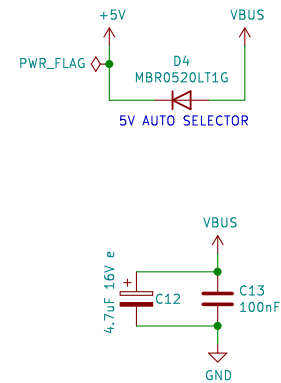 +5V
VBUS
PWR_FLAG
D4
MBR0520LT1G
5V AUTO SELECTOR
VBUS
4.7uF 16V e
+
C12
C13
100nF
GND